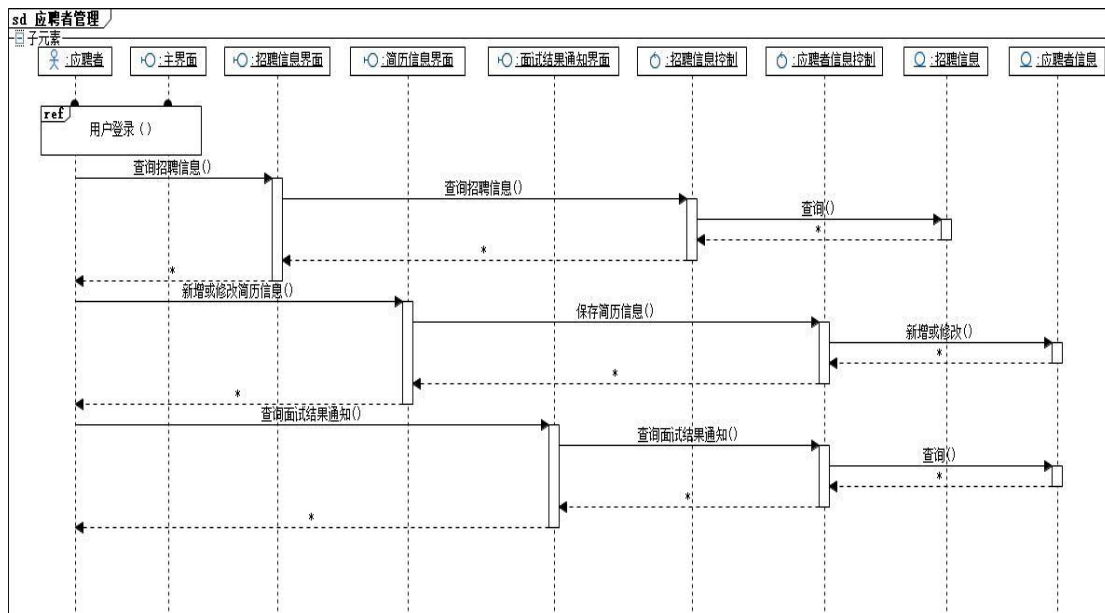 sd 应聘者管理
子元素
:应聘者 :主界面 :招聘信息界面 :简历信息界面 :面试结果通知界面 :招聘信息控制 :应聘者信息控制 :招聘信息 :应聘者信息
ref
用户登录 ()
查询招聘信息()
查询招聘信息()
查询()
*
*
*
新增或修改简历信息()
保存简历信息()
新增或修改()
*
*
*
查询面试结果通知()
查询面试结果通知()
查询()
*
*
*